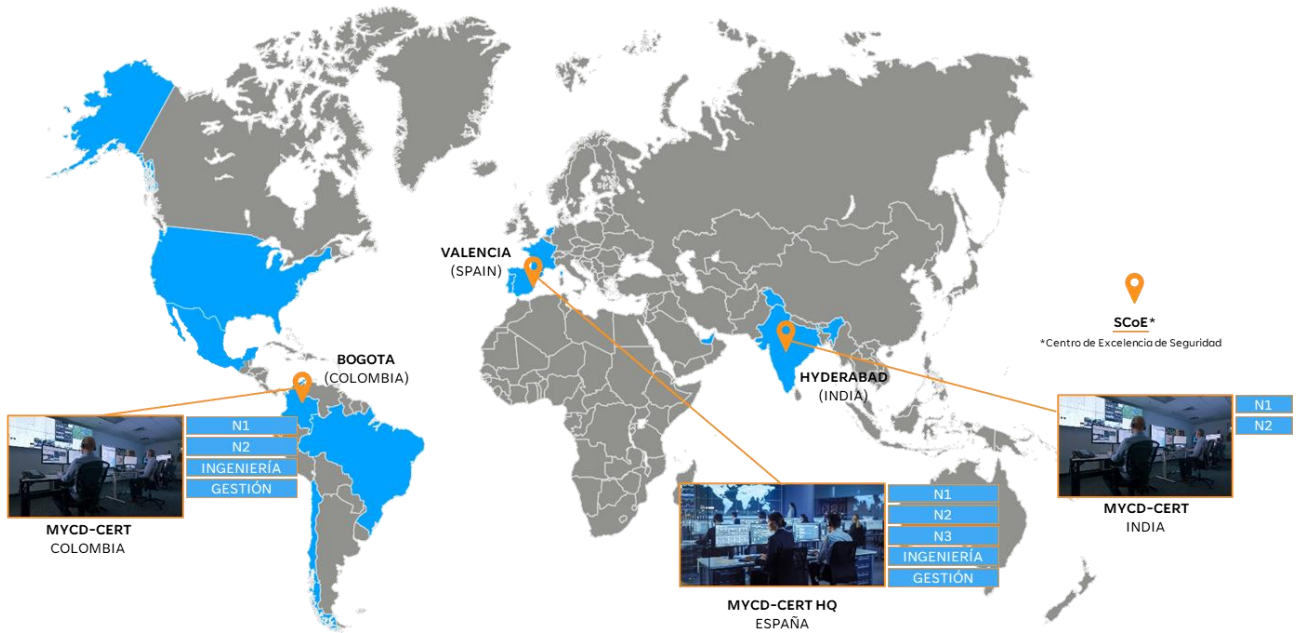 VALENCIA
(SPAIN)
BOGOTA
(COLOMBIA)
HYDERABAD
(INDIA)
SCoE*
*Centro de Excelencia de Seguridad
N1
N2
INGENIERÍA
GESTIÓN
MYCD-CERT
COLOMBIA
N1
N2
N3
INGENIERÍA
GESTIÓN
MYCD-CERT HQ
ESPAÑA
N1
N2
MYCD-CERT
INDIA